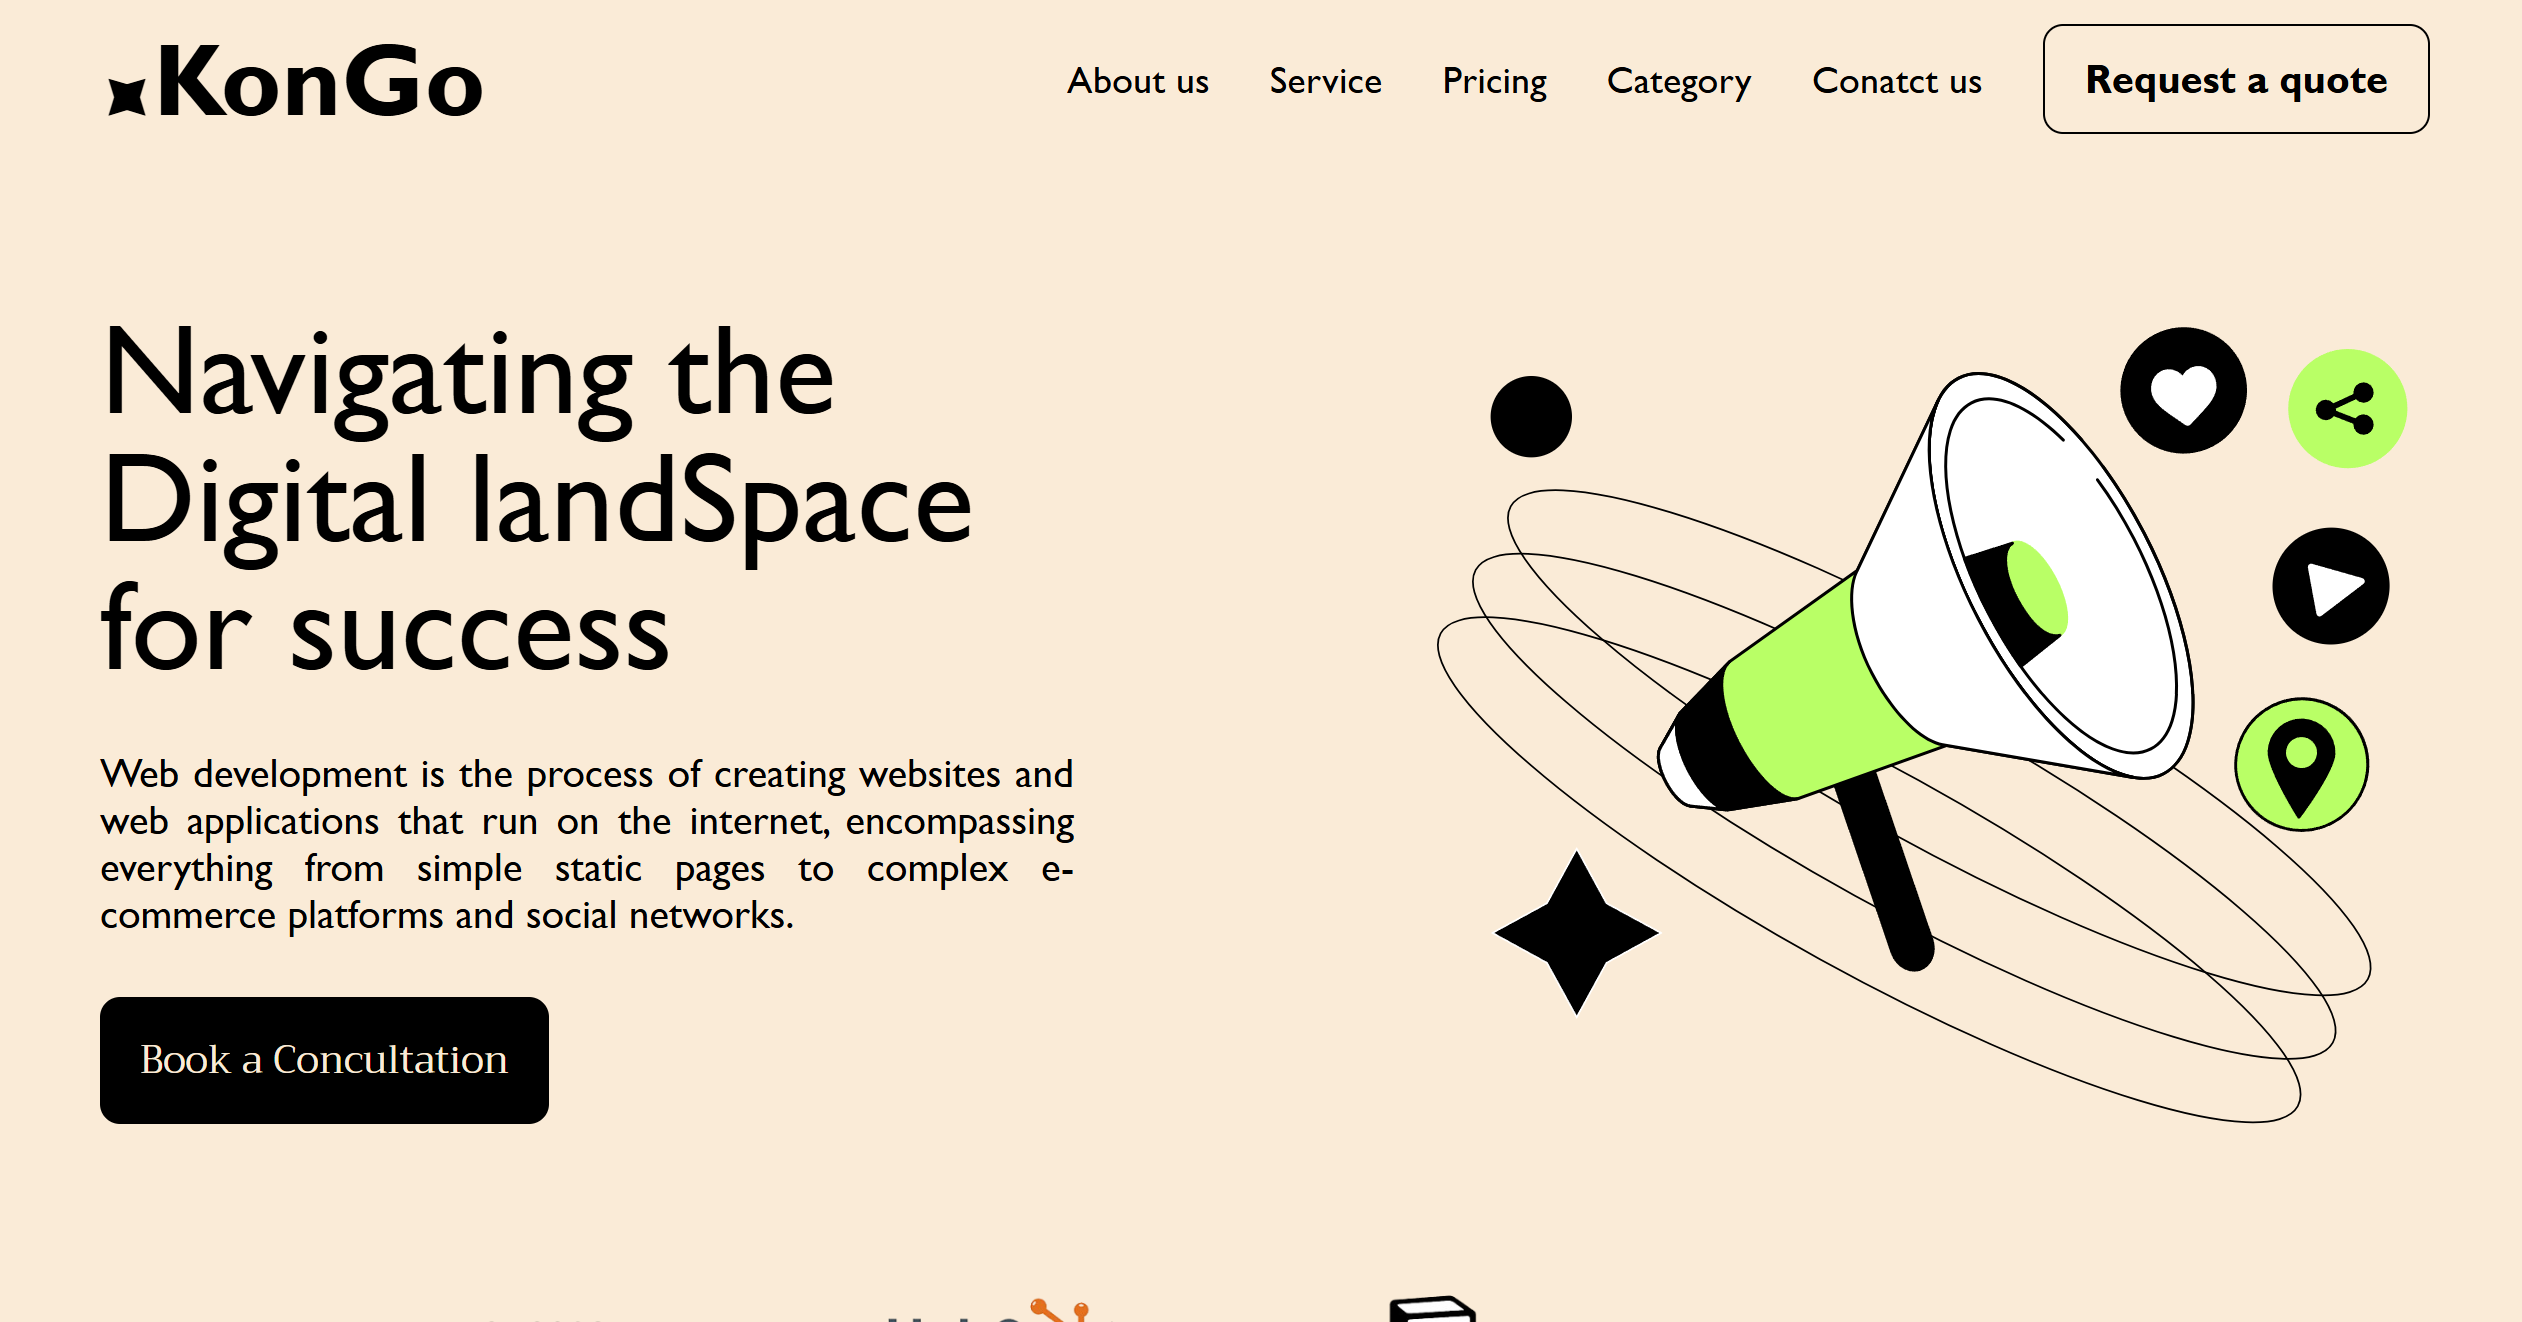 KonGo
About us
Service
Pricing
Category
Conatct us
Request a quote
Navigating the
Digital landSpace
for success
Web development is the process of creating websites and
web applications that run on the internet, encompassing
everything from simple static pages to complex e-
commerce platforms and social networks.
Book a Concultation